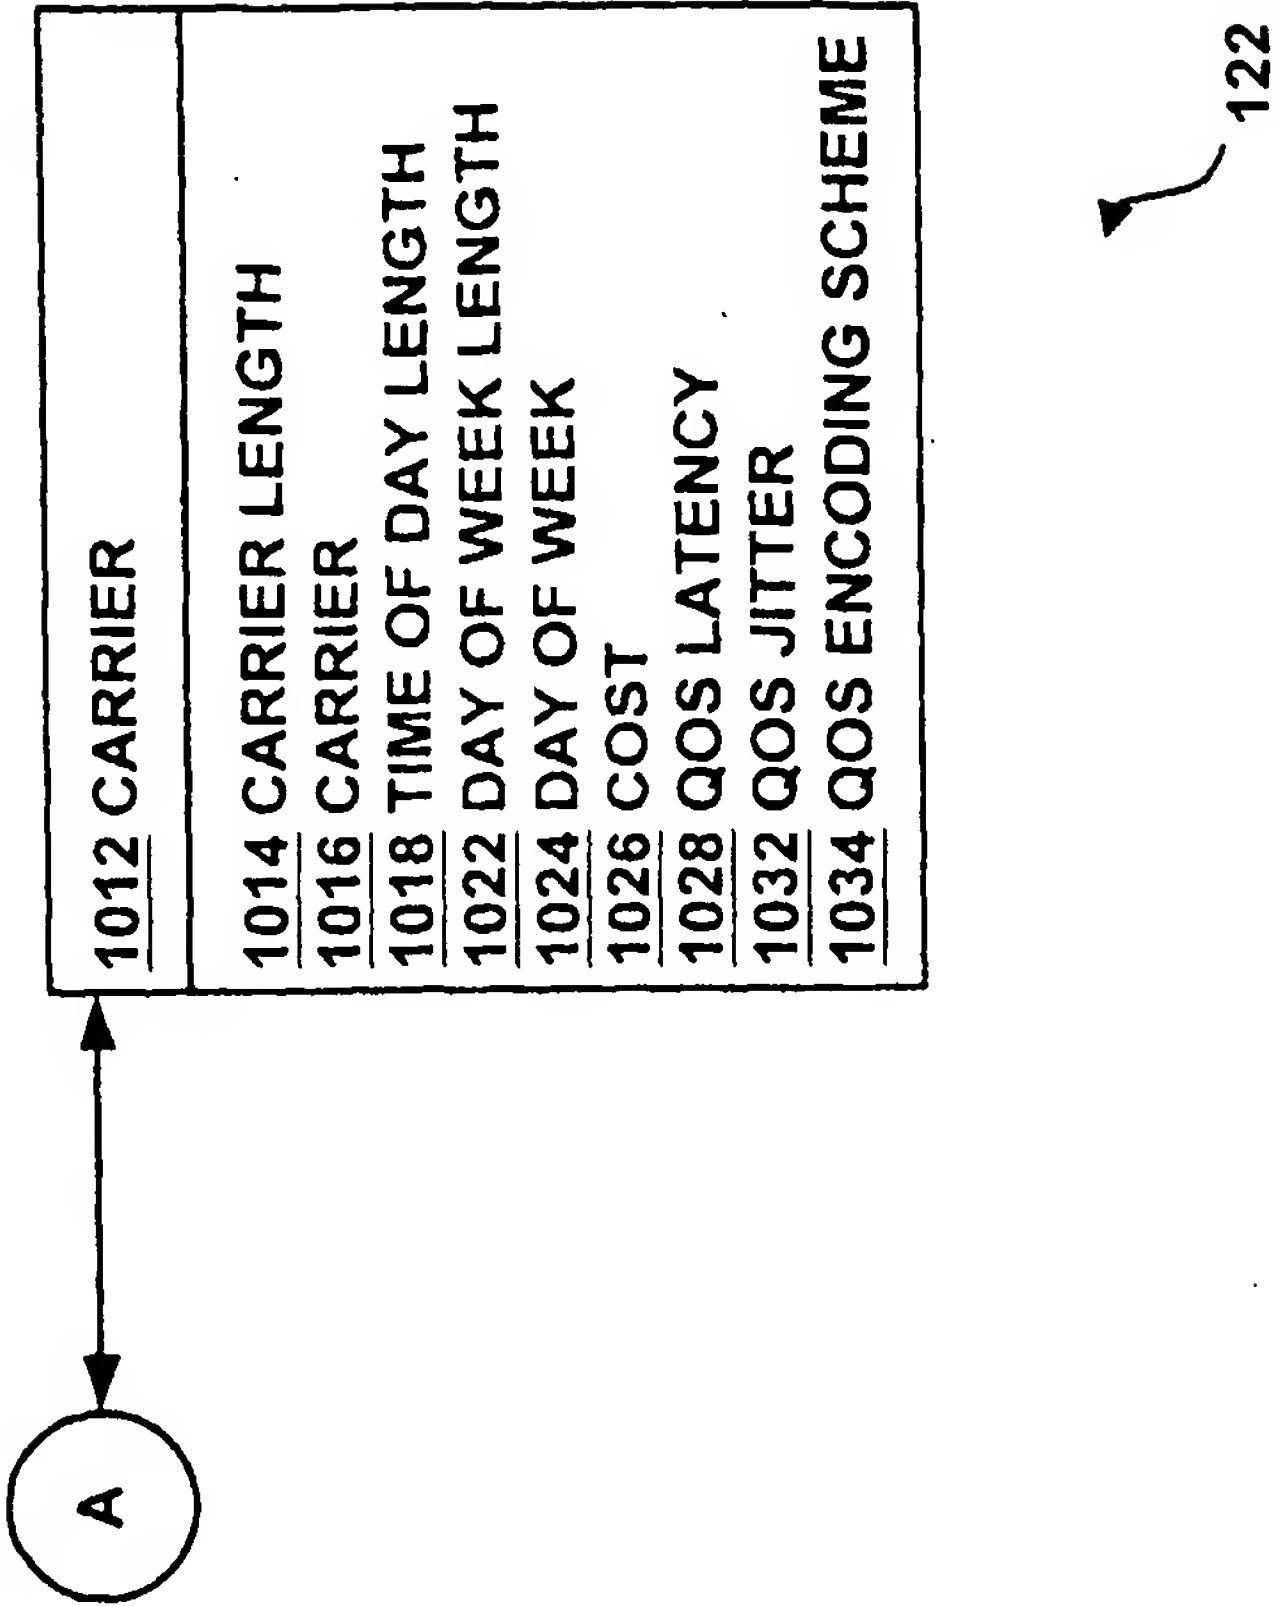 A
1012 CARRIER
1014 CARRIER LENGTH
1016 CARRIER
1018 TIME OF DAY LENGTH
1022 DAY OF WEEK LENGTH
1024 DAY OF WEEK
1026 COST
1028 QOS LATENCY
1032 QOS JITTER
1034 QOS ENCODING SCHEME
122